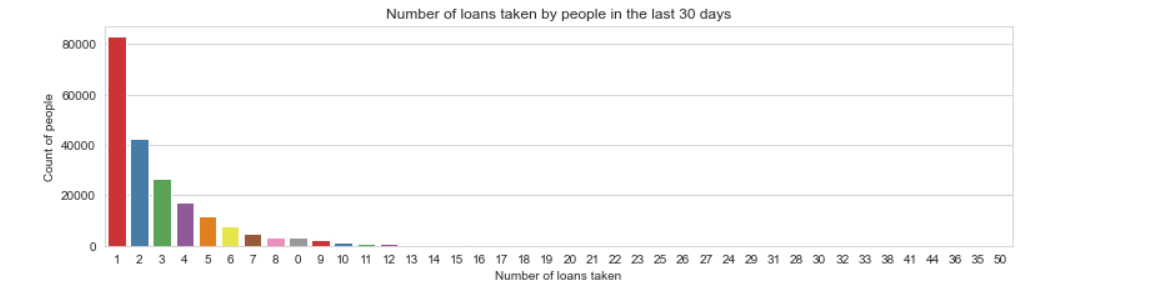 Number of loans taken by people in the last 30 days
Count of people
80000
60000
40000
20000
0
1 2 3 4 5 6 7 8 0 9 10 11 12 13 14 15 16 17 18 19 20 21 22 23 25 26 27 24 29 31 28 30 32 33 38 41 44 36 35 50
Number of loans taken